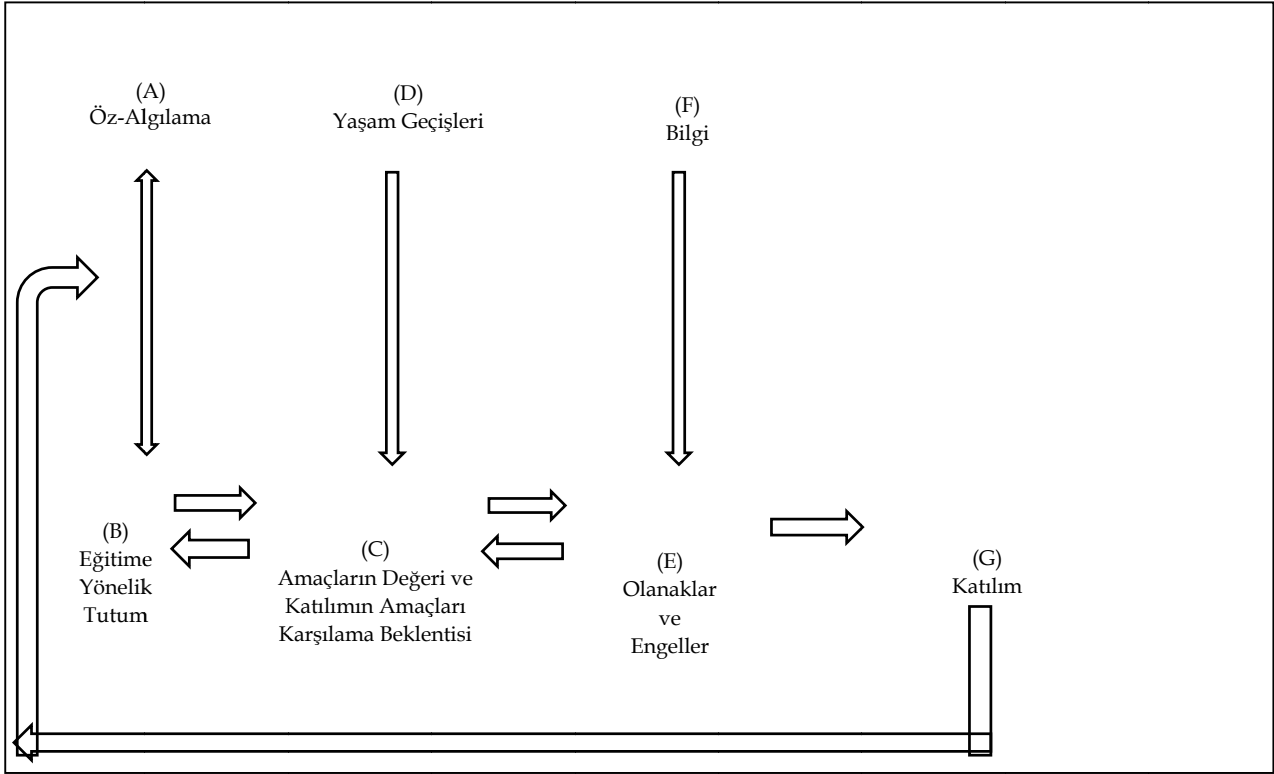 (A)
Öz-Algılama
(D)
Yaşam Geçişleri
(F)
Bilgi
(B)
Eğitime
Yönelik
Tutum
(C)
Amaçların Değeri ve
Katılımın Amaçları
Karşılama Beklentisi
(E)
Olanaklar
ve
Engeller
(G)
Katılım